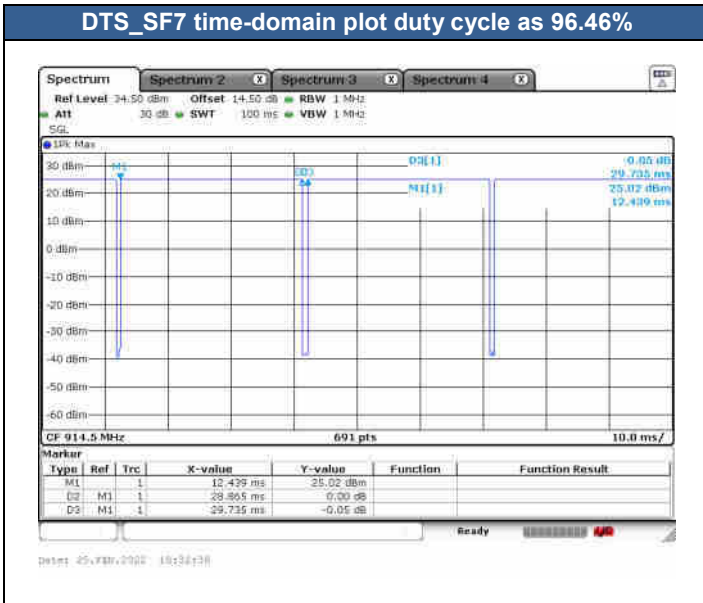 DTS_SF7 time-domain plot duty cycle as 96.46%
Spectrum Spectrum 2 X Spectrum 3 X Spectrum 4 X
Ref Level 34.50 dBm Offset 14.50 dB RBW 1 MHz
Att 30 dB SWT 100 ms VBW 1 MHz
SGL
1Pk Max
D3[1] -0.05 dB
29.735 ms
M1[1] 25.02 dBm
12.439 ms
M1
30 dBm
20 dBm
10 dBm
0 dBm
-10 dBm
-20 dBm
-30 dBm
-40 dBm
-50 dBm
-60 dBm
CF 914.5 MHz 691 pts 10.0 ms/
Marker
Type Ref Trc X-value Y-value Function Function Result
M1 1 12.439 ms 25.02 dBm
D2 M1 1 28.865 ms 0.00 dB
D3 M1 1 29.735 ms -0.05 dB
Ready
Date: 25.2022